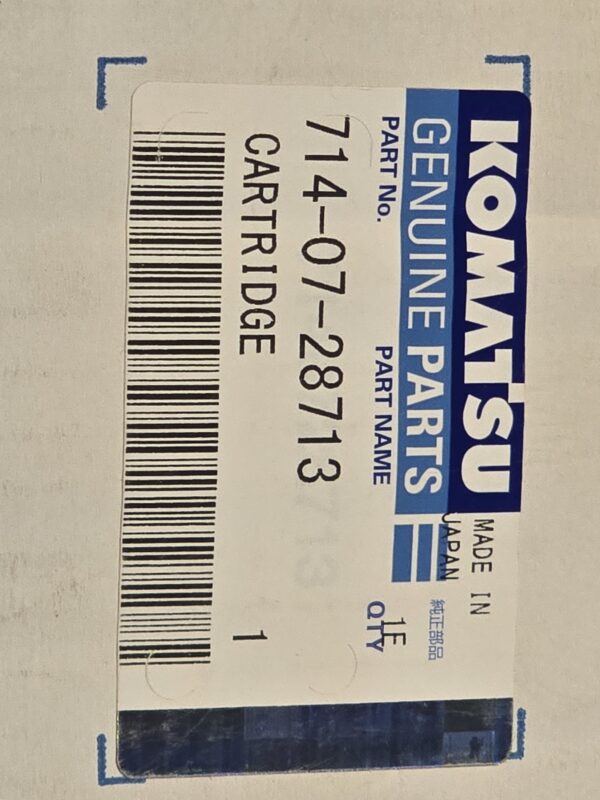 KOMATSU
MADE IN
JAPAN
GENUINE PARTS
純正部品
PART No.
PART NAME
QTY
1E
714-07-28713
CARTRIDGE
1